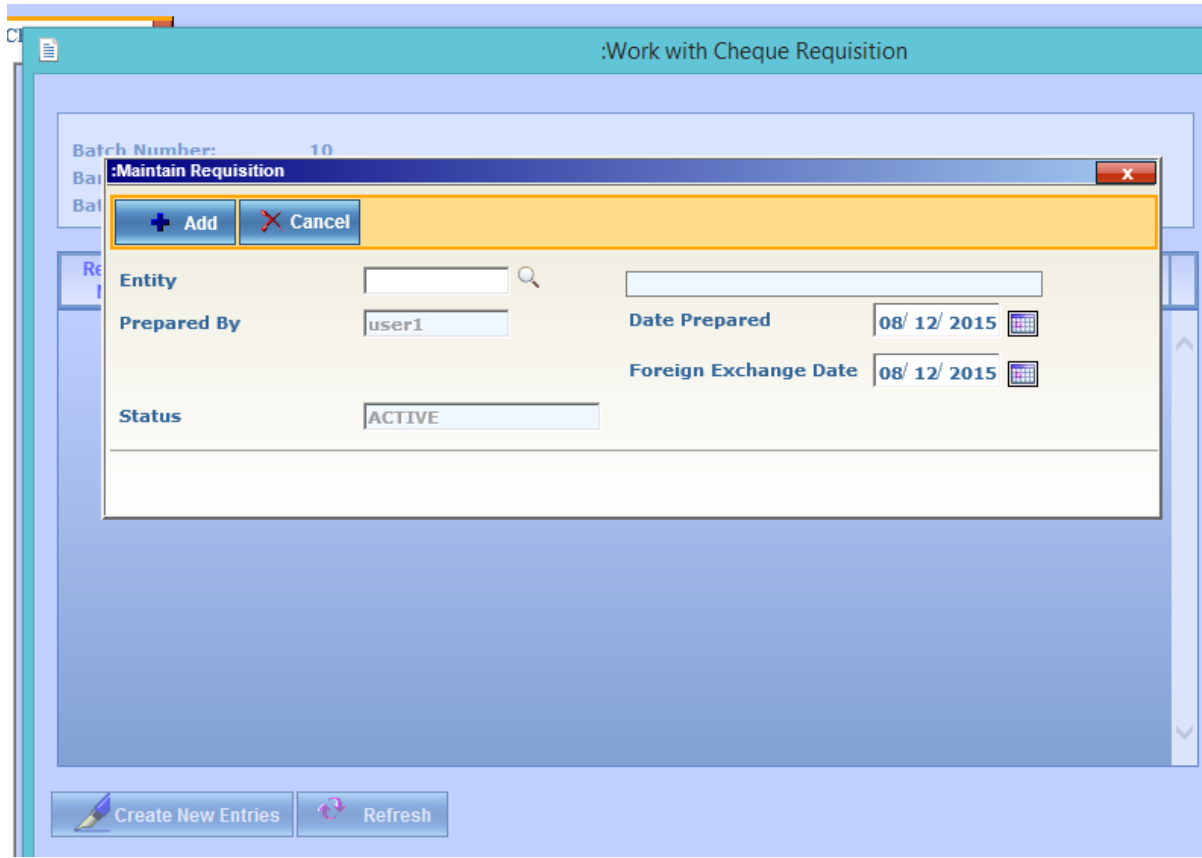 :Work with Cheque Requisition
Batch Number: 10
:Maintain Requisition
x
Add Cancel
Entity
Prepared By user1 Date Prepared 08/ 12/ 2015
Foreign Exchange Date 08/ 12/ 2015
Status ACTIVE
Create New Entries Refresh